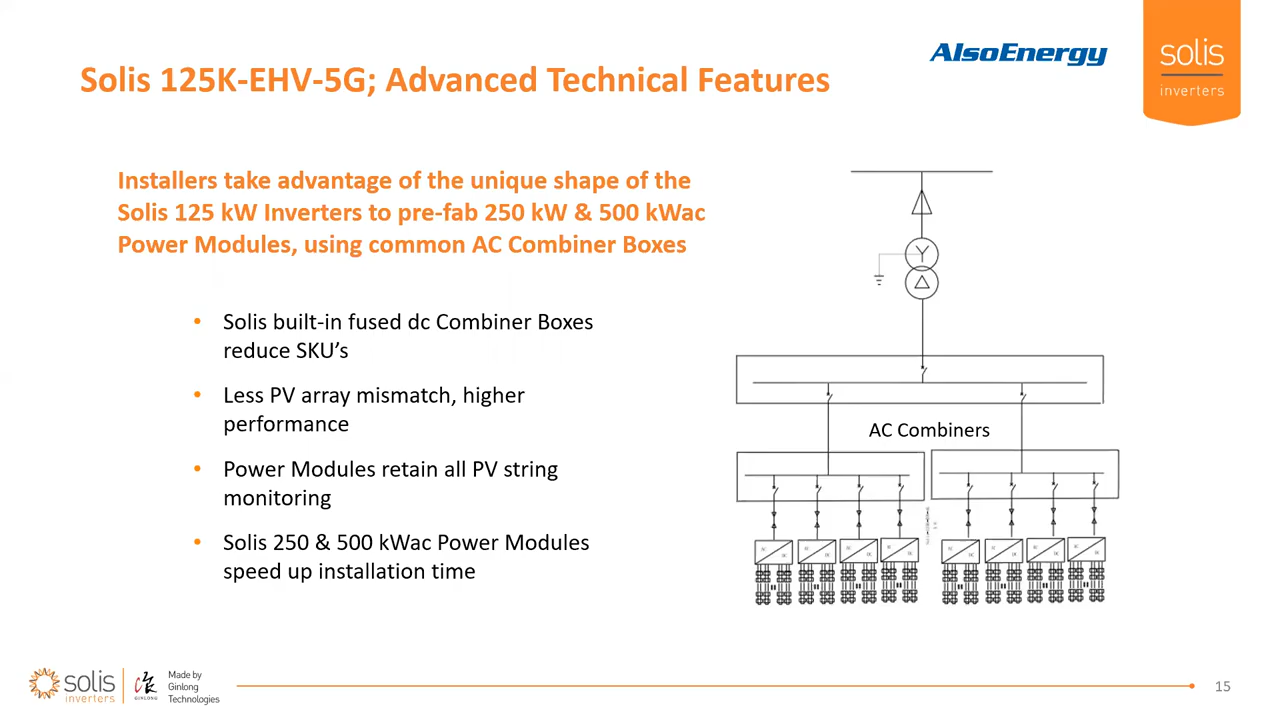 AlsoEnergy
solis
inverters
Solis 125K-EHV-5G; Advanced Technical Features
Installers take advantage of the unique shape of the
Solis 125 kW Inverters to pre-fab 250 kW & 500 kWac
Power Modules, using common AC Combiner Boxes
• Solis built-in fused dc Combiner Boxes
reduce SKU’s
• Less PV array mismatch, higher
performance
• Power Modules retain all PV string
monitoring
• Solis 250 & 500 kWac Power Modules
speed up installation time
AC Combiners
solis
inverters
GINLONG
Made by
Ginlong
Technologies
15